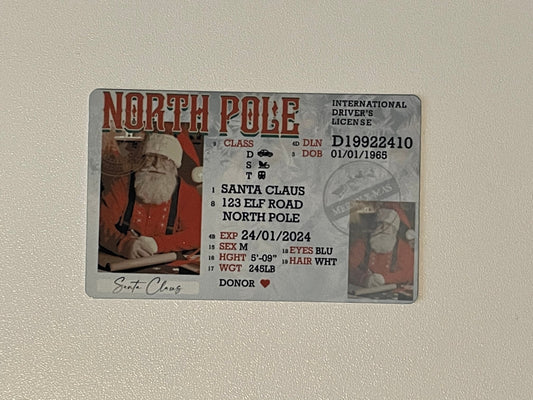 NORTH POLE
INTERNATIONAL
DRIVER'S
LICENSE
9 CLASS
D
S
T
4D DLN D19922410
3 DOB 01/01/1965
1 SANTA CLAUS
8 123 ELF ROAD
NORTH POLE
4B EXP 24/01/2024
15 SEX M
18 EYES BLU
16 HGHT 5'-09"
19 HAIR WHT
17 WGT 245LB
DONOR
Santa Claus